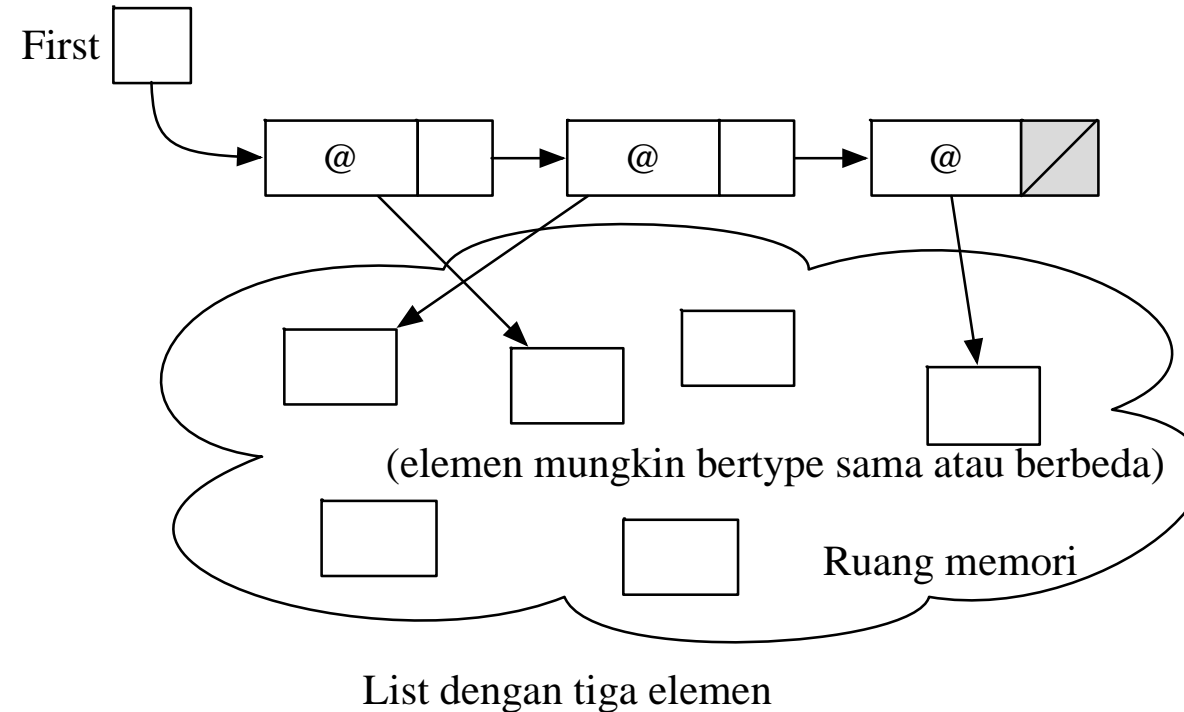 First
@ @ @
(elemen mungkin bertype sama atau berbeda)
Ruang memori
List dengan tiga elemen